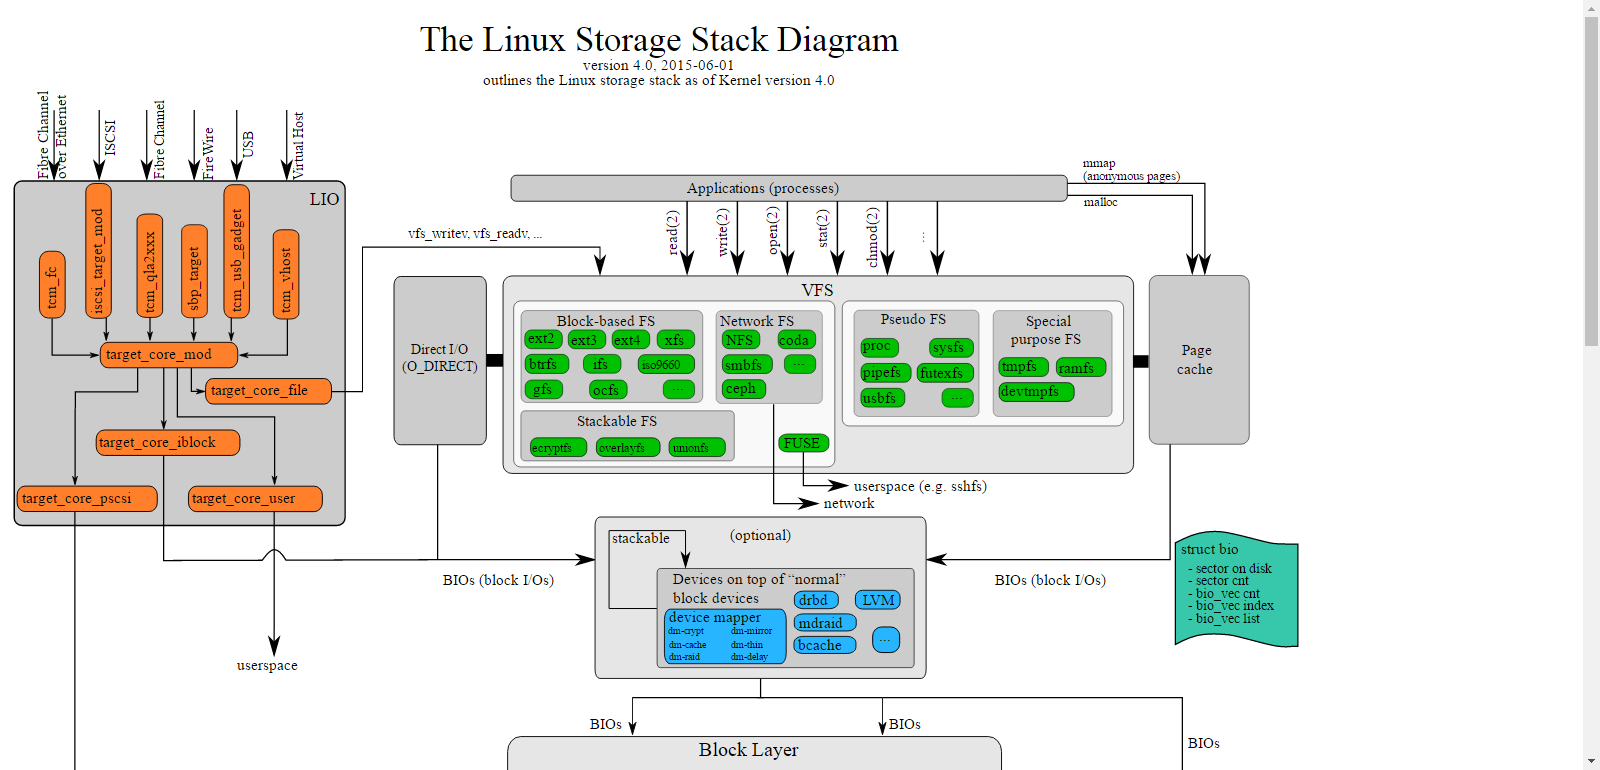 The Linux Storage Stack Diagram
version 4.0, 2015-06-01
outlines the Linux storage stack as of Kernel version 4.0
Fibre Channel
over Ethernet
ISCSI
Fibre Channel
FireWire
USB
Virtual Host
LIO
tcm_fc
iscsi_target_mod
tcm_qla2xxx
sbp_target
tcm_usb_gadget
tcm_vhost
target_core_mod
target_core_file
target_core_iblock
target_core_pscsi
target_core_user
userspace
vfs_writev, vfs_readv, ...
Applications (processes)
mmap
(anonymous pages)
malloc
read(2)
write(2)
open(2)
stat(2)
chmod(2)
...
Direct I/O
(O_DIRECT)
VFS
Block-based FS
ext2
ext3
ext4
xfs
btrfs
ifs
iso9660
gfs
ocfs
...
Network FS
NFS
coda
smbfs
...
ceph
Pseudo FS
proc
sysfs
pipefs
futexfs
usbfs
...
Special
purpose FS
tmpfs
ramfs
devtmpfs
Stackable FS
ecryptfs
overlayfs
unionfs
FUSE
userspace (e.g. sshfs)
network
Page
cache
stackable
(optional)
BIOs (block I/Os)
BIOs (block I/Os)
Devices on top of “normal”
block devices
device mapper
dm-crypt
dm-mirror
dm-cache
dm-thin
dm-raid
dm-delay
drbd
LVM
mdraid
bcache
...
struct bio
- sector on disk
- sector cnt
- bio_vec cnt
- bio_vec index
- bio_vec list
BIOs
BIOs
BIOs
Block Layer